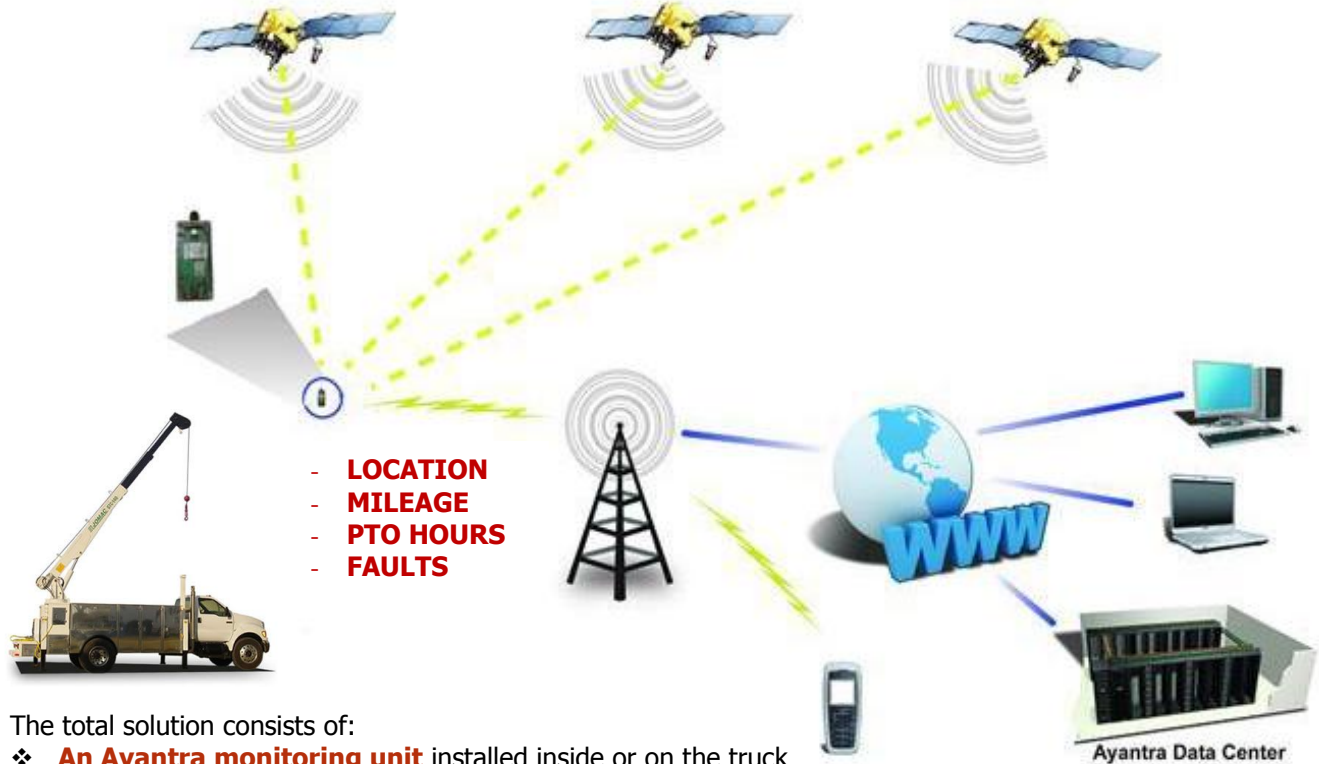 - LOCATION
- MILEAGE
- PTO HOURS
- FAULTS
WWW
The total solution consists of:
❖ An Ayantra monitoring unit installed inside or on the truck
Ayantra Data Center